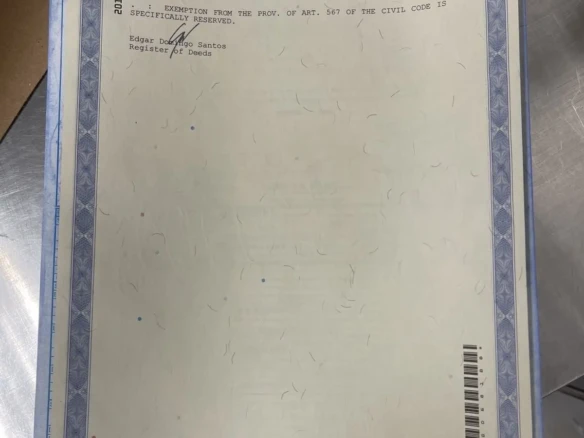 . : EXEMPTION FROM THE PROV. OF ART. 567 OF THE CIVIL CODE IS
SPECIFICALLY RESERVED.
Edgar Domingo Santos
Register of Deeds